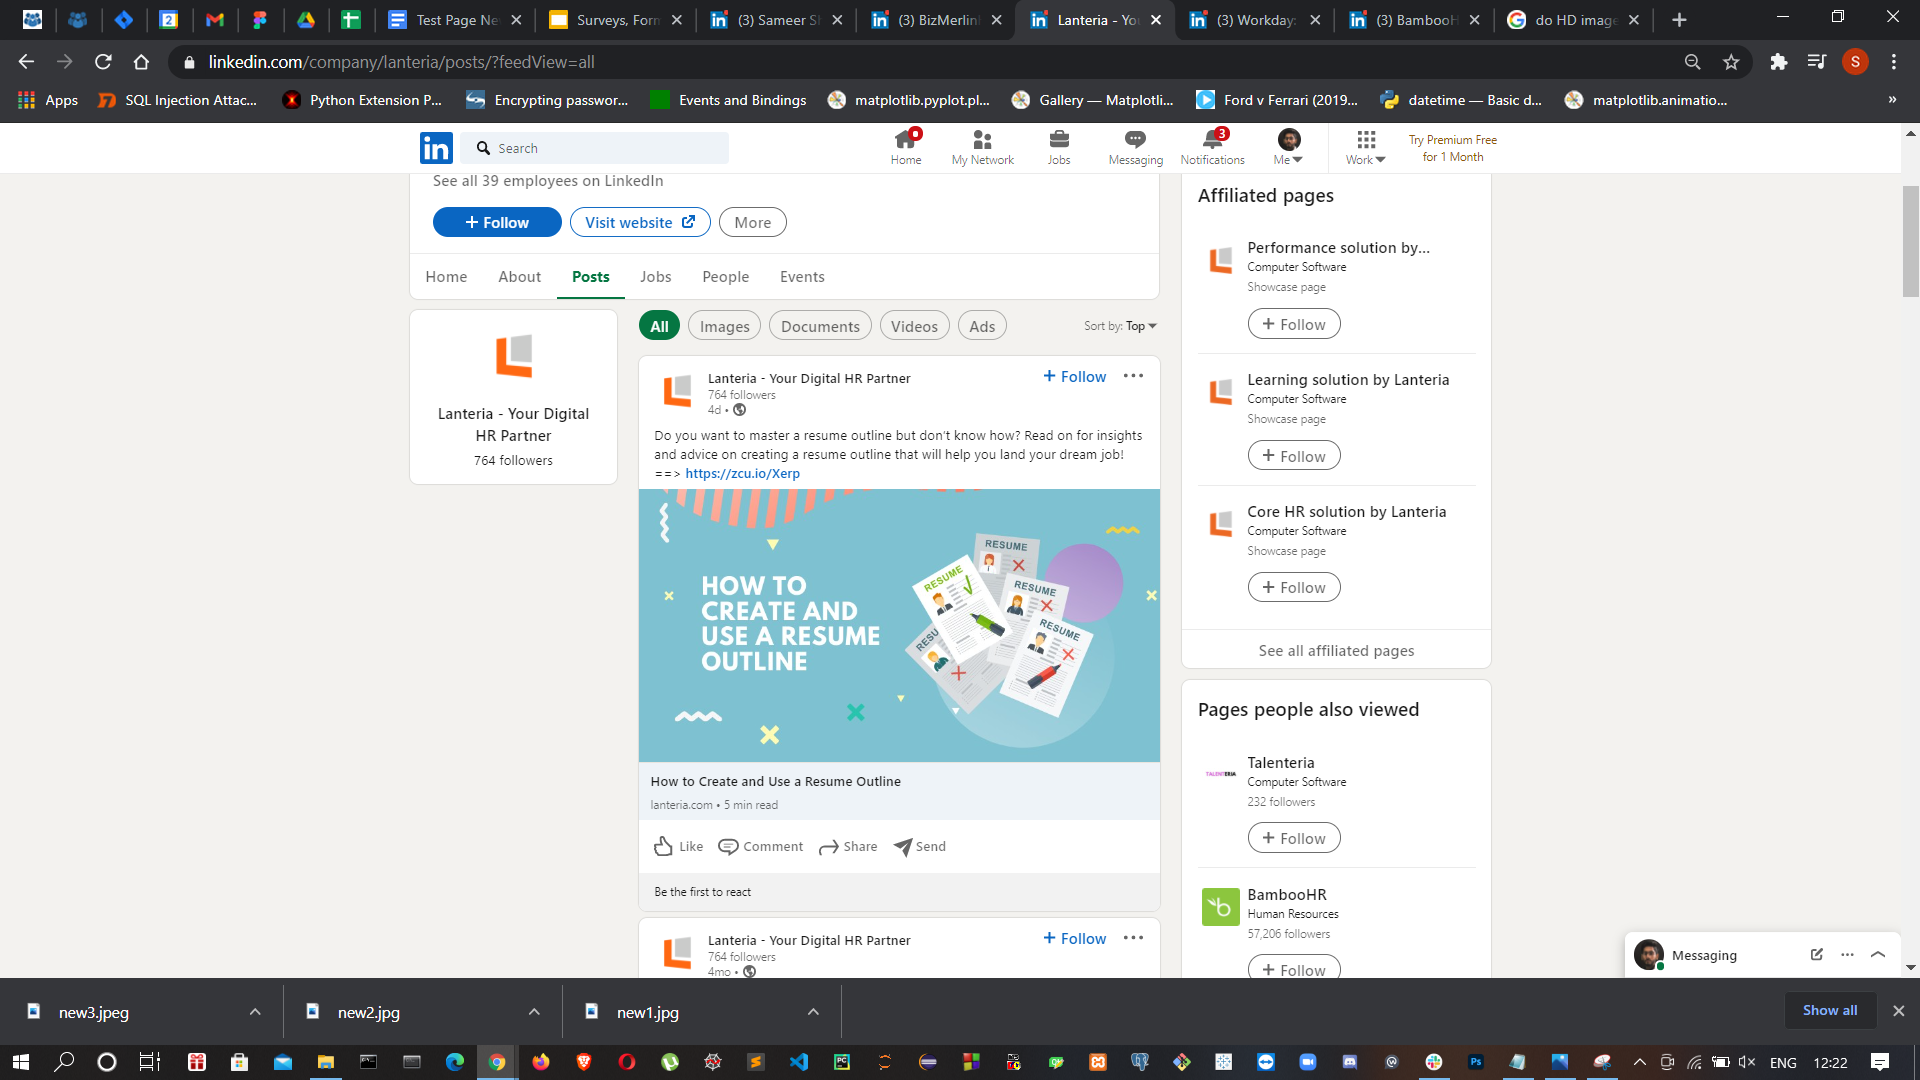 Test Page Ne
Surveys, Form
(3) Sameer S
(3) BizMerlin
Lanteria - You
(3) Workday:
(3) BambooH
do HD image
linkedin.com/company/lanteria/posts/?feedView=all
S
Apps
SQL Injection Attac...
Python Extension P...
Encrypting passwor...
Events and Bindings
matplotlib.pyplot.pl...
Gallery — Matplotli...
Ford v Ferrari (2019...
datetime — Basic d...
matplotlib.animatio...
»
in
Search
Home
My Network
Jobs
Messaging
3
Notifications
Me
Work
Try Premium Free
for 1 Month
See all 39 employees on LinkedIn
+ Follow
Visit website
More
Home
About
Posts
Jobs
People
Events
Lanteria - Your Digital
HR Partner
764 followers
All
Images
Documents
Videos
Ads
Sort by: Top
Lanteria - Your Digital HR Partner
764 followers
4d •
+ Follow
Do you want to master a resume outline but don't know how? Read on for insights
and advice on creating a resume outline that will help you land your dream job!
==> https://zcu.io/Xerp
HOW TO
CREATE AND
USE A RESUME
OUTLINE
RESUME
RESUME
RESUME
RESU
RESUME
How to Create and Use a Resume Outline
lanteria.com • 5 min read
Like
Comment
Share
Send
Be the first to react
Lanteria - Your Digital HR Partner
764 followers
4mo •
+ Follow
Affiliated pages
Performance solution by...
Computer Software
Showcase page
+ Follow
Learning solution by Lanteria
Computer Software
Showcase page
+ Follow
Core HR solution by Lanteria
Computer Software
Showcase page
+ Follow
See all affiliated pages
Pages people also viewed
TALENTERIA
Talenteria
Computer Software
232 followers
+ Follow
BambooHR
Human Resources
57,206 followers
+ Follow
Messaging
new3.jpeg
new2.jpg
new1.jpg
Show all
ENG
12:22